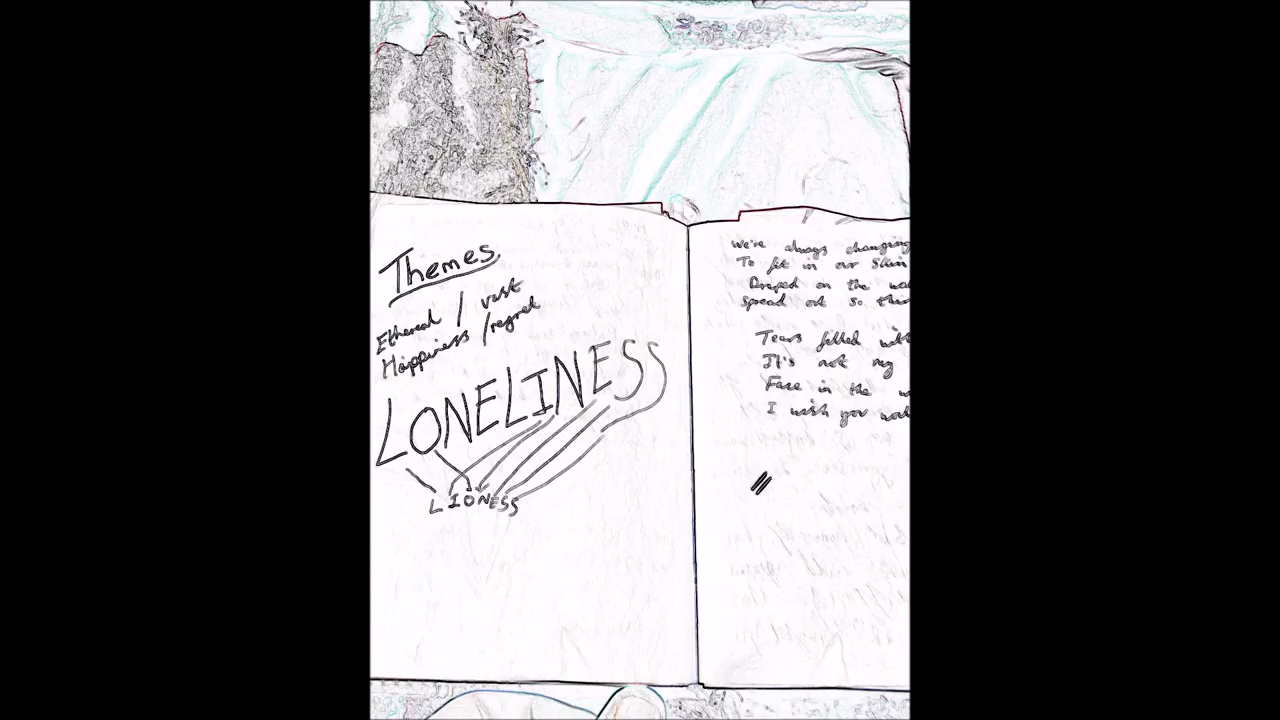 Themes
Ethereal / vast
Happiness / regret
LONELINESS
LIONESS
We're always changing
To fit in our skin
Draped on the
Spread out so
Tears filled
It's not my
Face in the
I wish you